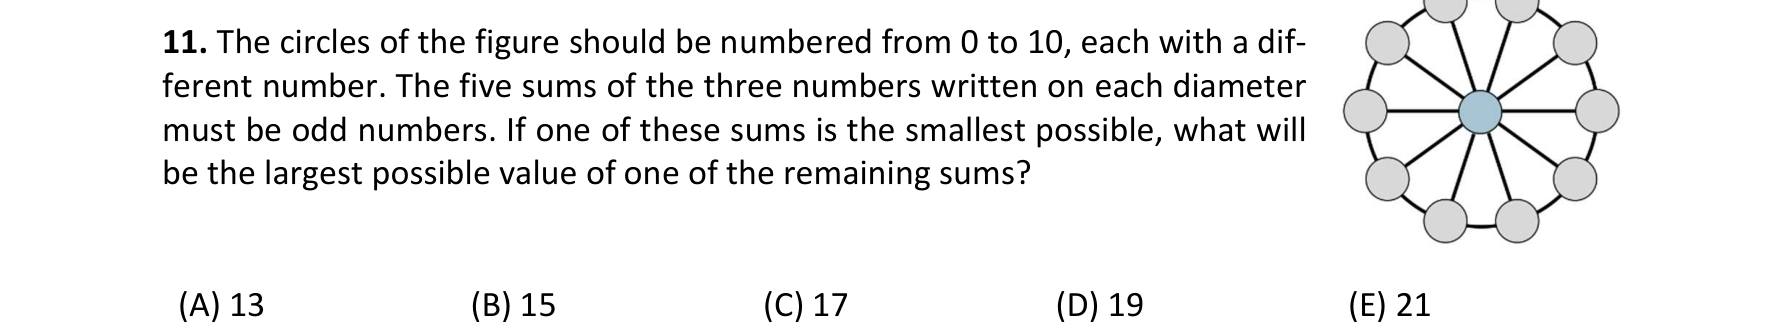 11. The circles of the figure should be numbered from 0 to 10, each with a dif-
ferent number. The five sums of the three numbers written on each diameter
must be odd numbers. If one of these sums is the smallest possible, what will
be the largest possible value of one of the remaining sums?
(A) 13 (B) 15 (C) 17 (D) 19 (E) 21